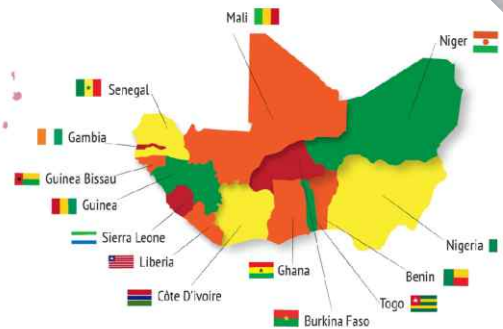 Mali
Niger
Senegal
Gambia
Guinea Bissau
Guinea
Sierra Leone
Liberia
Côte D'ivoire
Ghana
Burkina Faso
Togo
Benin
Nigeria